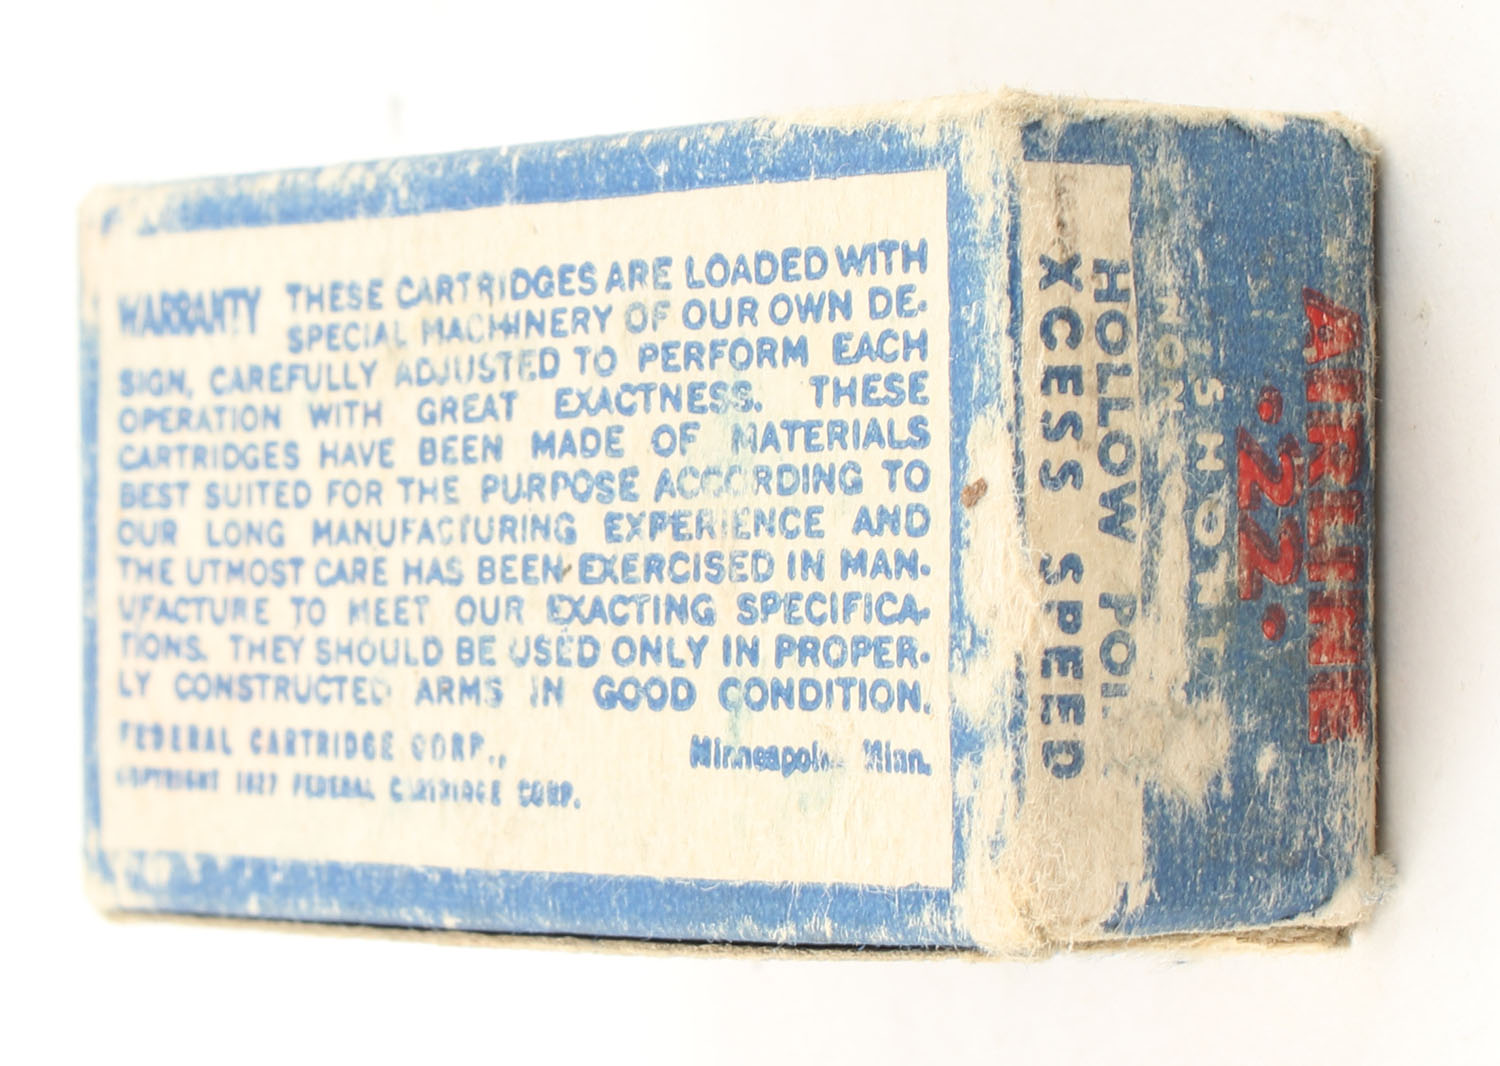 WARRANTY THESE CARTRIDGES ARE LOADED WITH
SPECIAL MACHINERY OF OUR OWN DE-
SIGN, CAREFULLY ADJUSTED TO PERFORM EACH
OPERATION WITH GREAT EXACTNESS. THESE
CARTRIDGES HAVE BEEN MADE OF MATERIALS
BEST SUITED FOR THE PURPOSE ACCORDING TO
OUR LONG MANUFACTURING EXPERIENCE AND
THE UTMOST CARE HAS BEEN EXERCISED IN MAN-
UFACTURE TO MEET OUR EXACTING SPECIFICA-
TIONS. THEY SHOULD BE USED ONLY IN PROPER-
LY CONSTRUCTED ARMS IN GOOD CONDITION.
FEDERAL CARTRIDGE CORP., Minneapolis Minn.
COPYRIGHT 1927 FEDERAL CARTRIDGE CORP.
AIRLINE
.22.
SHORT
NON
HOLLOW POI
XCESS SPEED